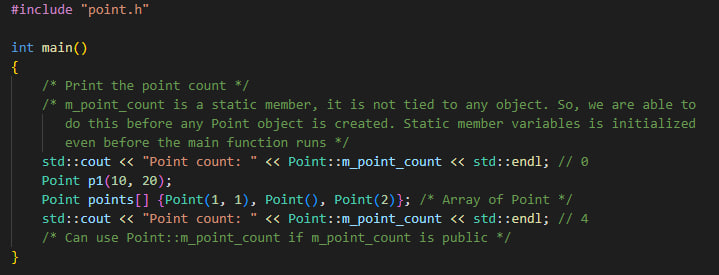 #include "point.h"
int main()
{
/* Print the point count */
/* m_point_count is a static member, it is not tied to any object. So, we are able to
do this before any Point object is created. Static member variables is initialized
even before the main function runs */
std::cout << "Point count: " << Point::m_point_count << std::endl; // 0
Point p1(10, 20);
Point points[] {Point(1, 1), Point(), Point(2)}; /* Array of Point */
std::cout << "Point count: " << Point::m_point_count << std::endl; // 4
/* Can use Point::m_point_count if m_point_count is public */
}